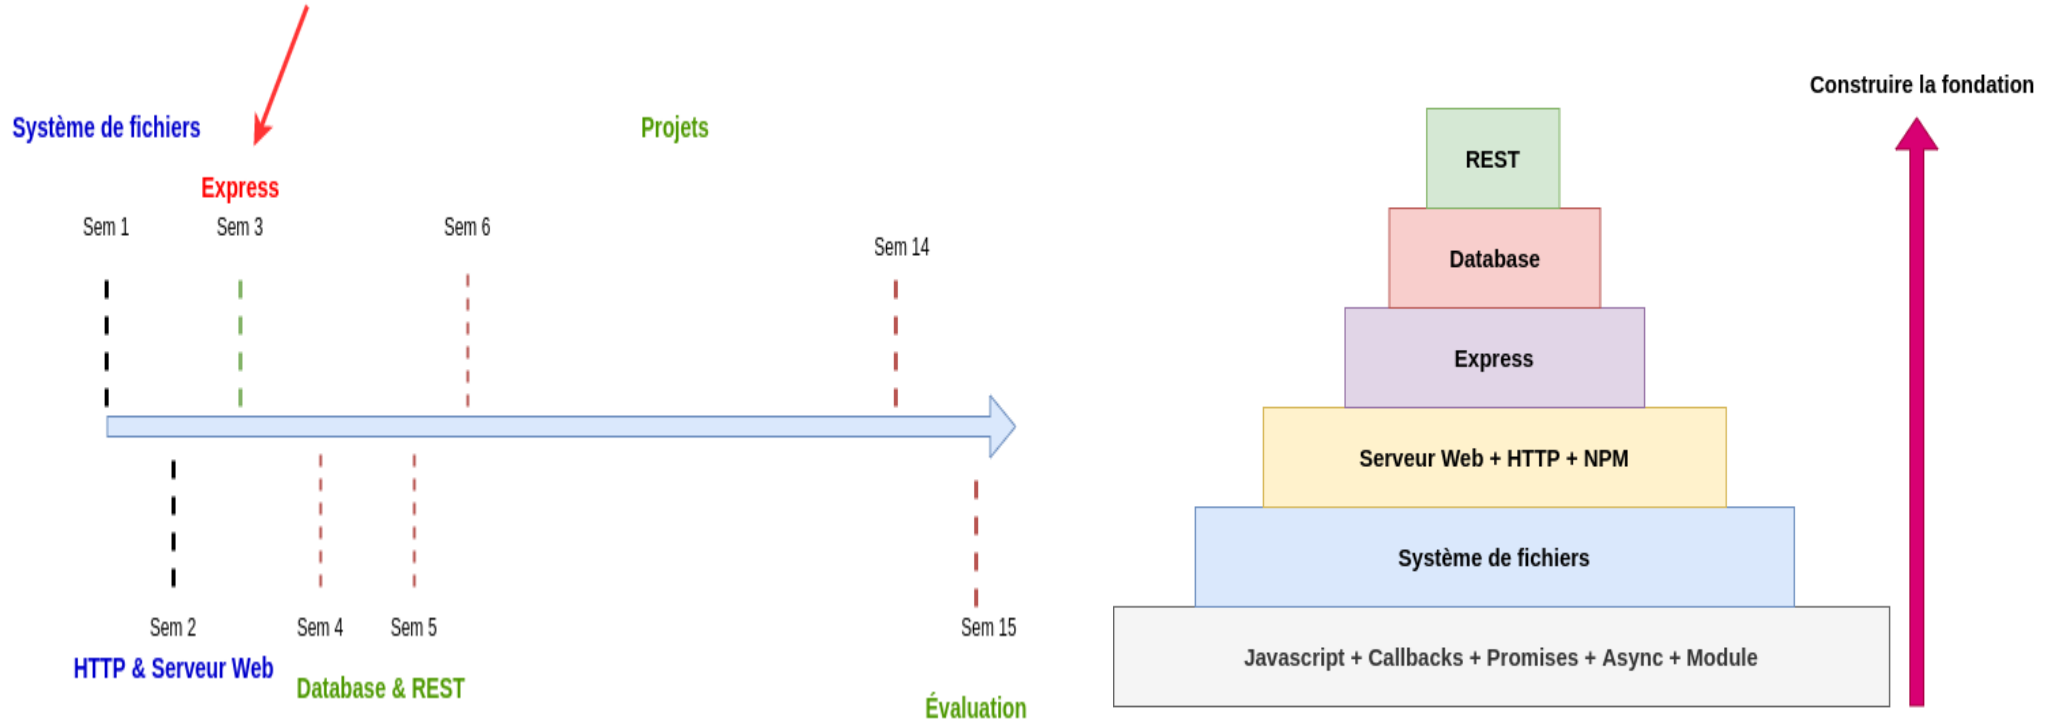 Système de fichiers
Projets
Express
Sem 1
Sem 3
Sem 6
Sem 14
Sem 2
Sem 4
Sem 5
Sem 15
HTTP & Serveur Web
Database & REST
Évaluation
Construire la fondation
REST
Database
Express
Serveur Web + HTTP + NPM
Système de fichiers
Javascript + Callbacks + Promises + Async + Module